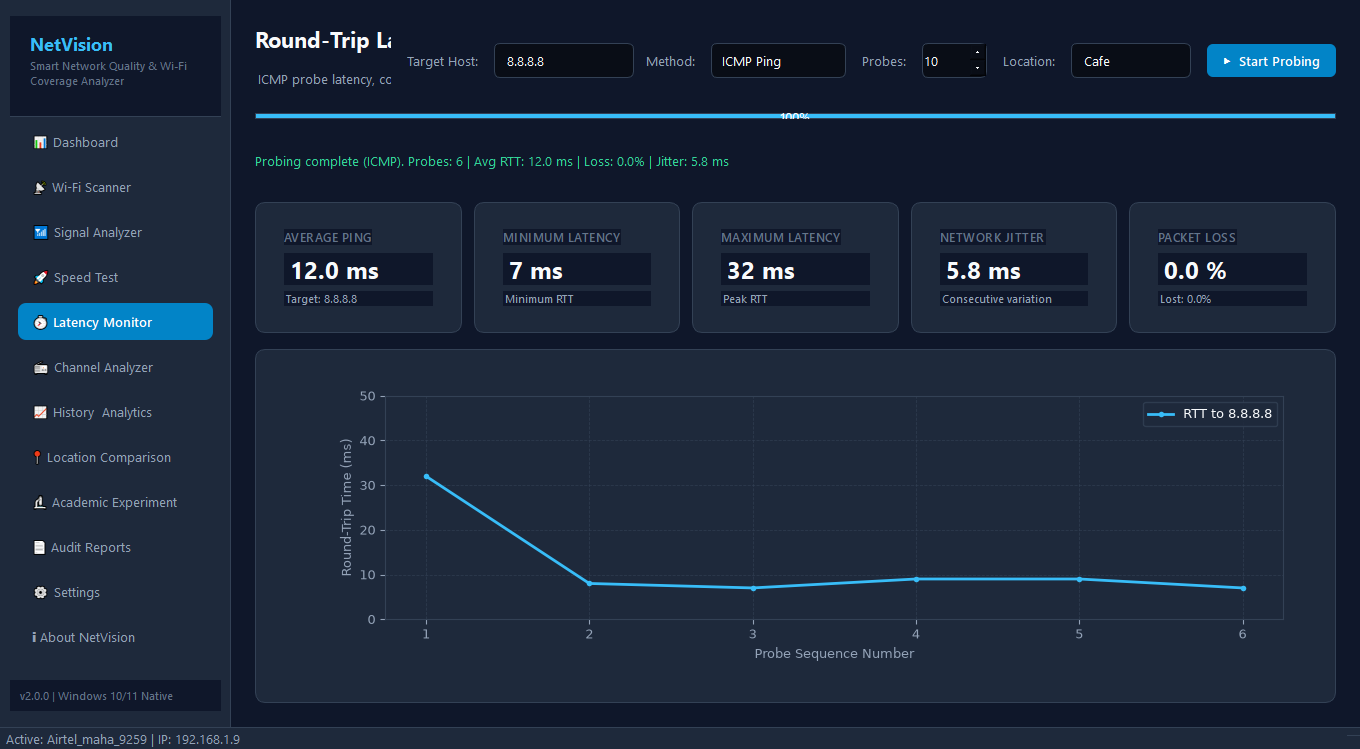 NetVision
Smart Network Quality & Wi-Fi
Coverage Analyzer
Dashboard
Wi-Fi Scanner
Signal Analyzer
Speed Test
Latency Monitor
Channel Analyzer
History  Analytics
Location Comparison
Academic Experiment
Audit Reports
Settings
About NetVision
v2.0.0 | Windows 10/11 Native
Round-Trip La
ICMP probe latency, co
Target Host: 8.8.8.8 Method: ICMP Ping Probes: 10 Location: Cafe Start Probing
100%
Probing complete (ICMP). Probes: 6 | Avg RTT: 12.0 ms | Loss: 0.0% | Jitter: 5.8 ms
AVERAGE PING
12.0 ms
Target: 8.8.8.8
MINIMUM LATENCY
7 ms
Minimum RTT
MAXIMUM LATENCY
32 ms
Peak RTT
NETWORK JITTER
5.8 ms
Consecutive variation
PACKET LOSS
0.0 %
Lost: 0.0%
RTT to 8.8.8.8
Round-Trip Time (ms)
50
40
30
20
10
0
1 2 3 4 5 6
Probe Sequence Number
Active: Airtel_maha_9259 | IP: 192.168.1.9